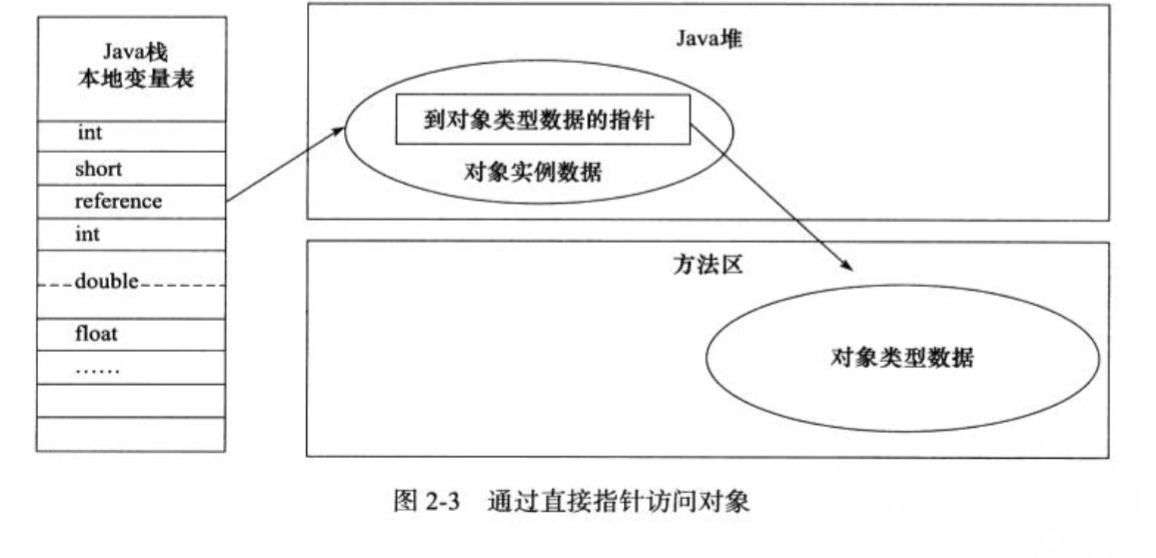 Java栈
本地变量表
int
short
reference
int
double
float
……
Java堆
到对象类型数据的指针
对象实例数据
方法区
对象类型数据
图 2-3 通过直接指针访问对象